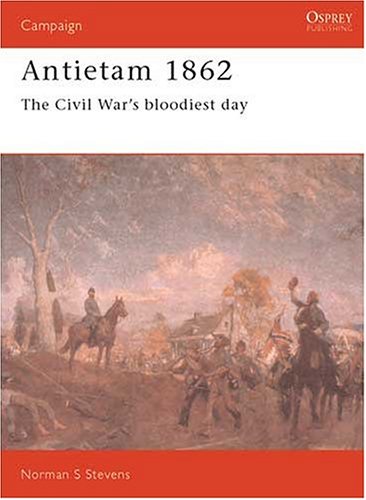 Campaign
OSPREY
PUBLISHING
Antietam 1862
The Civil War's bloodiest day
Norman S Stevens